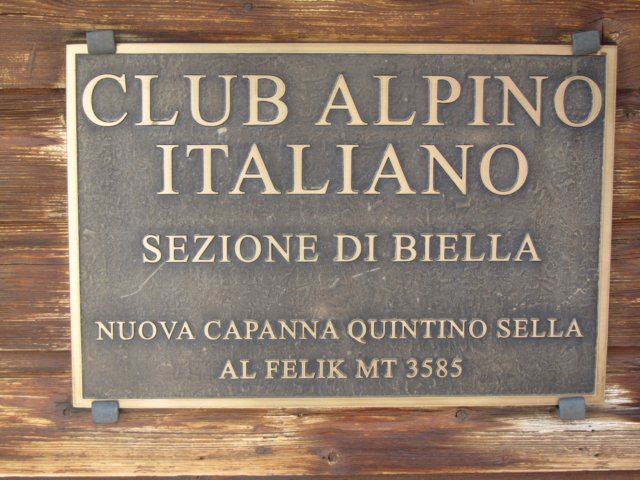 CLUB ALPINO
ITALIANO
SEZIONE DI BIELLA
NUOVA CAPANNA QUINTINO SELLA
AL FELIK MT 3585